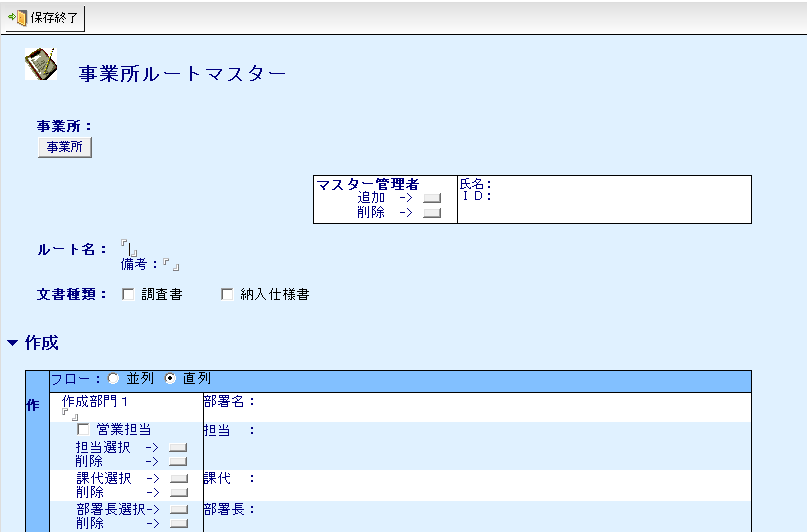 保存終了
事業所ルートマスター
事業所：
事業所
マスター管理者
追加 ->
削除 ->
氏名：
ＩＤ：
ルート名：『 』
備考：『 』
文書種類： 調査書 納入仕様書
作成
フロー： 並列 直列
作
作成部門１
『 』
部署名：
営業担当
担当 ：
担当選択 ->
削除 ->
課代選択 -> 課代 ：
削除 ->
部署長選択-> 部署長：
削除 ->